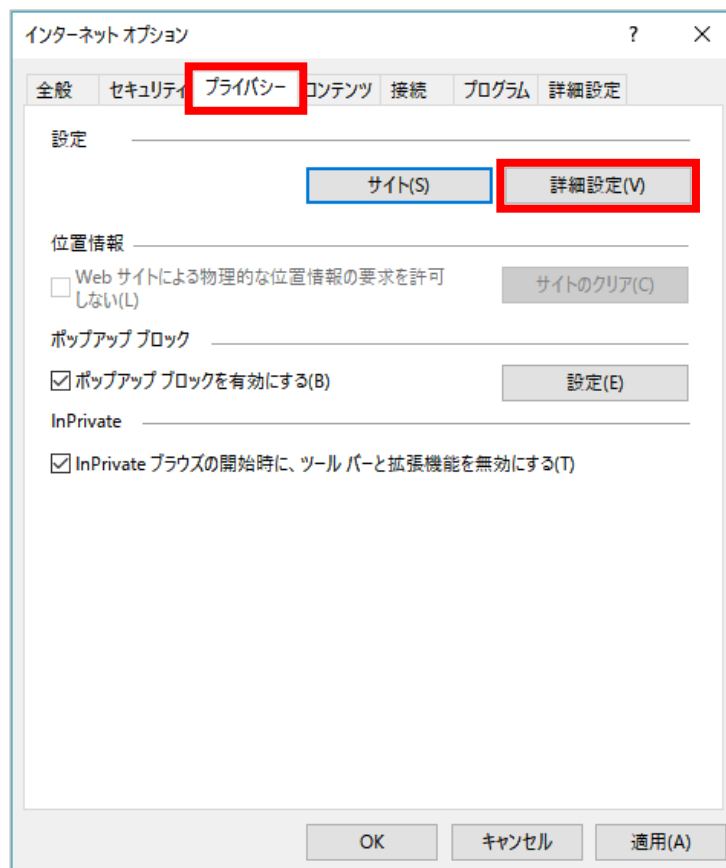 インターネット オプション ? ×
全般 セキュリティ プライバシー コンテンツ 接続 プログラム 詳細設定
設定
サイト(S) 詳細設定(V)
位置情報
Web サイトによる物理的な位置情報の要求を許可
しない(L)
サイトのクリア(C)
ポップアップ ブロック
ポップアップ ブロックを有効にする(B) 設定(E)
InPrivate
InPrivate ブラウズの開始時に、ツール バーと拡張機能を無効にする(T)
OK キャンセル 適用(A)